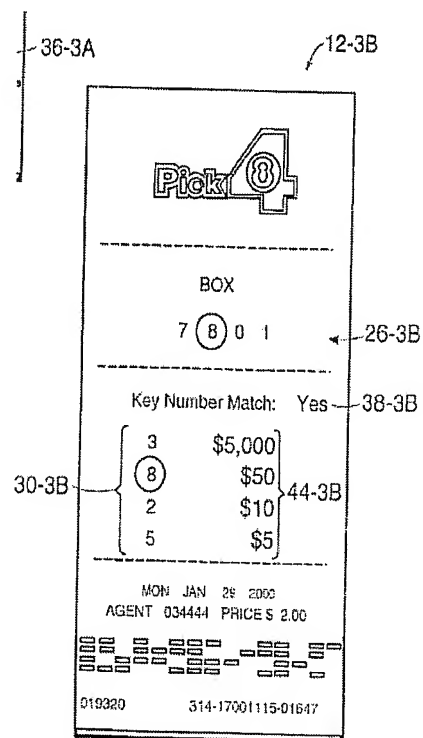 36-3A
12-3B
Pick 4
8
BOX
7 8 0 1
26-3B
Key Number Match: Yes
38-3B
3 $5,000
8 $50
2 $10
5 $5
30-3B
44-3B
MON JAN 29 2000
AGENT 034444 PRICE $ 2.00
019320 314-17001115-01647